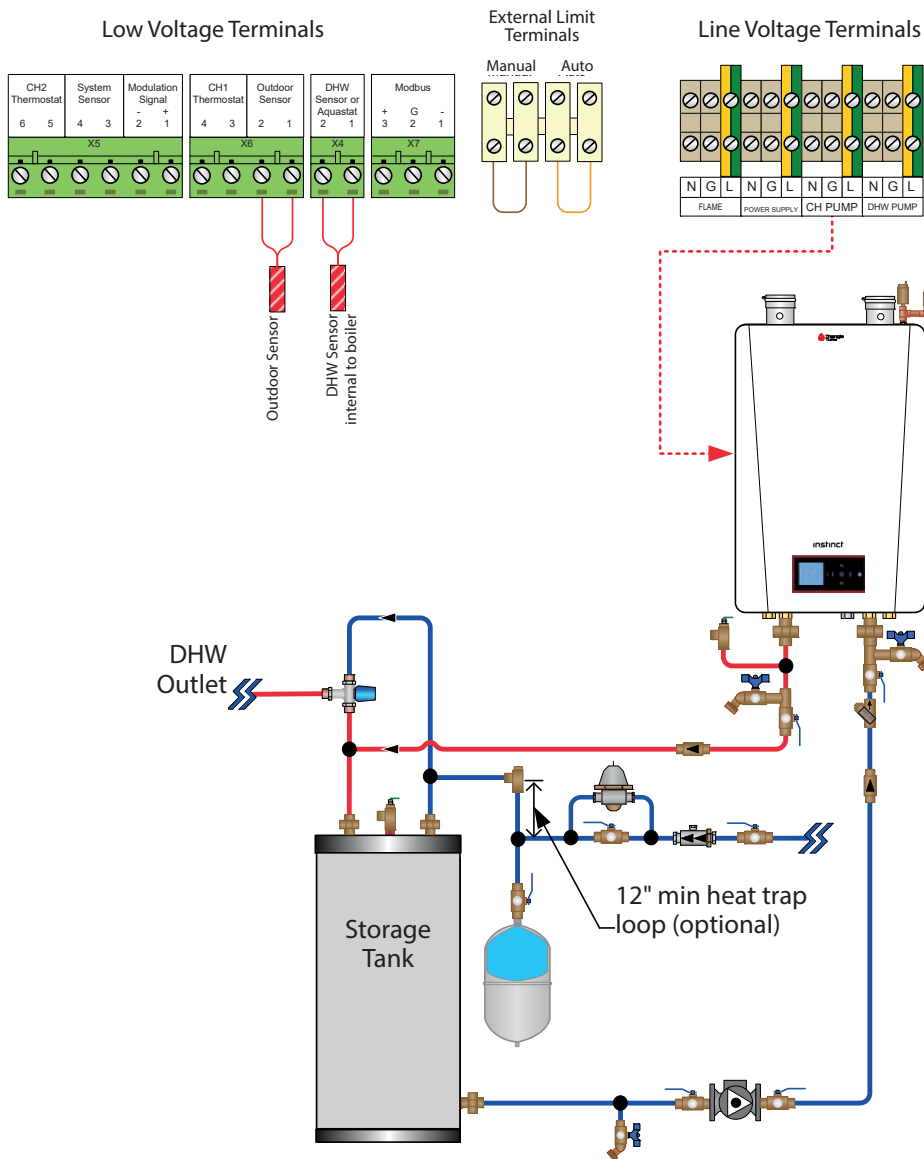 Low Voltage Terminals
External Limit
Terminals
Line Voltage Terminals
Manual
Auto
CH2
Thermostat
6 5
System
Sensor
4 3
Modulation
Signal
- +
2 1
X5
CH1
Thermostat
4 3
Outdoor
Sensor
2 1
X6
DHW
Sensor or
Aquastat
2 1
X4
Modbus
+ G -
3 2 1
X7
N G L
FLAME
N G L
POWER SUPPLY
N G L
CH PUMP
N G L
DHW PUMP
Outdoor Sensor
DHW Sensor
internal to boiler
Triangle
Tube
instinct
DHW
Outlet
12" min heat trap
loop (optional)
Storage
Tank